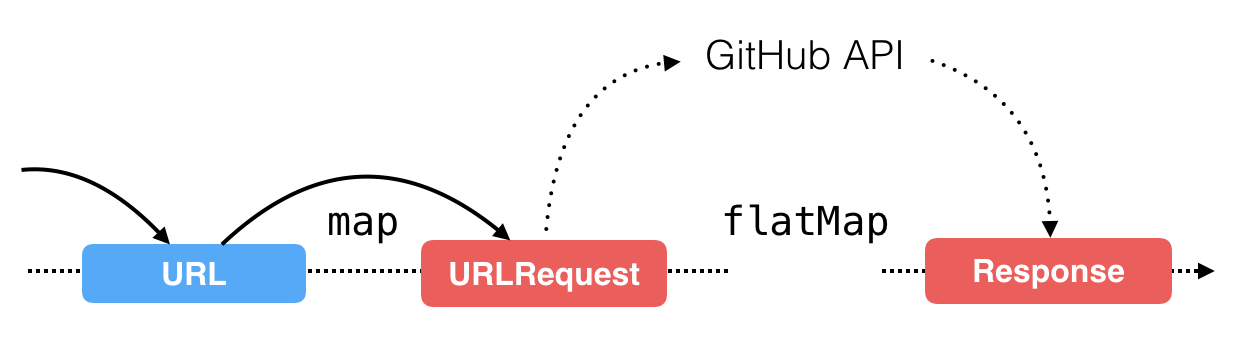 GitHub API
map
flatMap
URL
URLRequest
Response